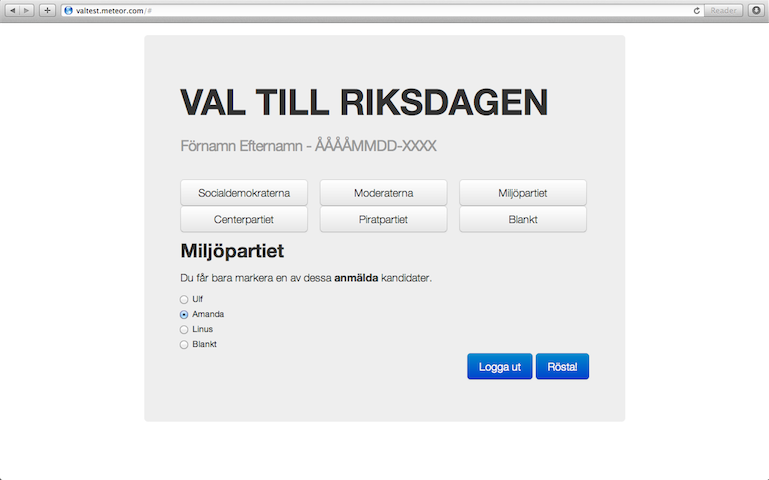 valtest.meteor.com/#
Reader
VAL TILL RIKSDAGEN
Förnamn Efternamn - ÅÅÅÅMMDD-XXXX
Socialdemokraterna Moderaterna Miljöpartiet
Centerpartiet Piratpartiet Blankt
Miljöpartiet
Du får bara markera en av dessa anmälda kandidater.
Ulf
Amanda
Linus
Blankt
Logga ut Rösta!